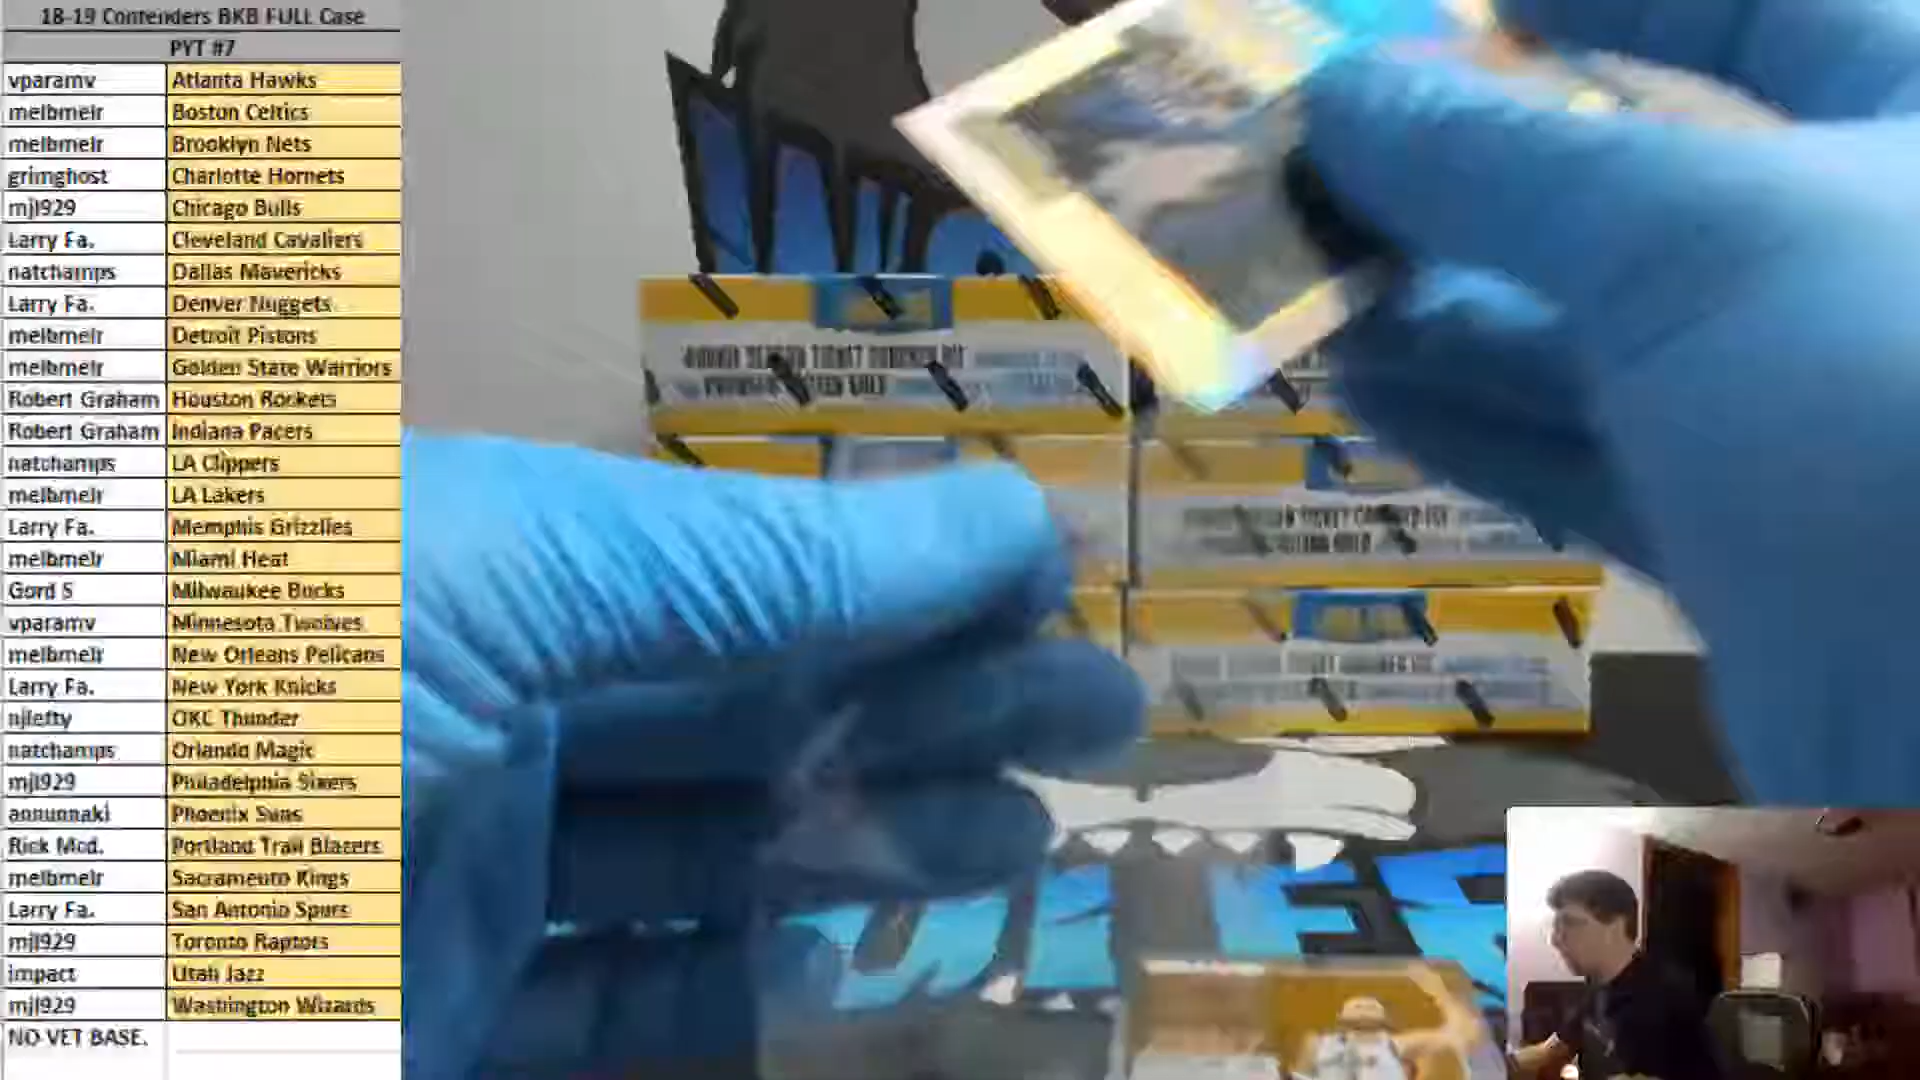 18-19 Contenders BKB FULL Case
PYT #7
vparamv Atlanta Hawks
melbmelr Boston Celtics
melbmelr Brooklyn Nets
grimghost Charlotte Hornets
mjl929 Chicago Bulls
Larry Fa. Cleveland Cavaliers
natchamps Dallas Mavericks
Larry Fa. Denver Nuggets
melbmelr Detroit Pistons
melbmelr Golden State Warriors
Robert Graham Houston Rockets
Robert Graham Indiana Pacers
natchamps LA Clippers
melbmelr LA Lakers
Larry Fa. Memphis Grizzlies
melbmelr Miami Heat
Gord S Milwaukee Bucks
vparamv Minnesota Twolves
melbmelr New Orleans Pelicans
Larry Fa. New York Knicks
njlefty OKC Thunder
natchamps Orlando Magic
mjl929 Philadelphia Sixers
annunnaki Phoenix Suns
Rick Mcd. Portland Trail Blazers
melbmelr Sacramento Kings
Larry Fa. San Antonio Spurs
mjl929 Toronto Raptors
impact Utah Jazz
mjl929 Washington Wizards
NO VET BASE.
TICKET